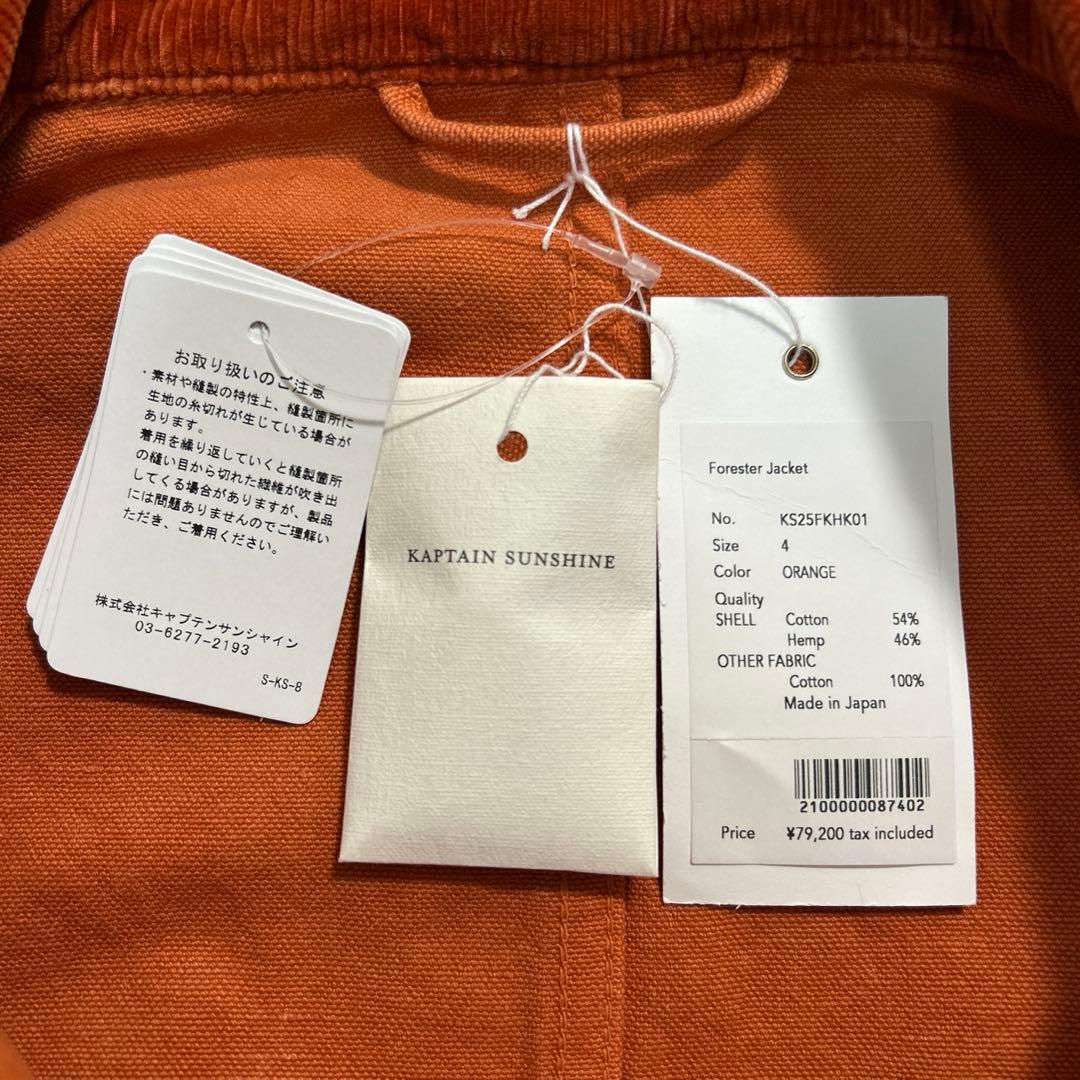 お取り扱いのご注意
・素材や縫製の特性上、縫製箇所に
生地の糸切れが生じている場合が
あります。
着用を繰り返していくと縫製箇所
の縫い目から切れた繊維が吹き出
してくる場合がありますが、製品
には問題ありませんのでご理解い
ただき、ご着用ください。
株式会社キャプテンサンシャイン
03-6277-2193
S-KS-8
KAPTAIN SUNSHINE
Forester Jacket
No. KS25FKHK01
Size 4
Color ORANGE
Quality
SHELL Cotton 54%
Hemp 46%
OTHER FABRIC
Cotton 100%
Made in Japan
2100000087402
Price ¥79,200 tax included